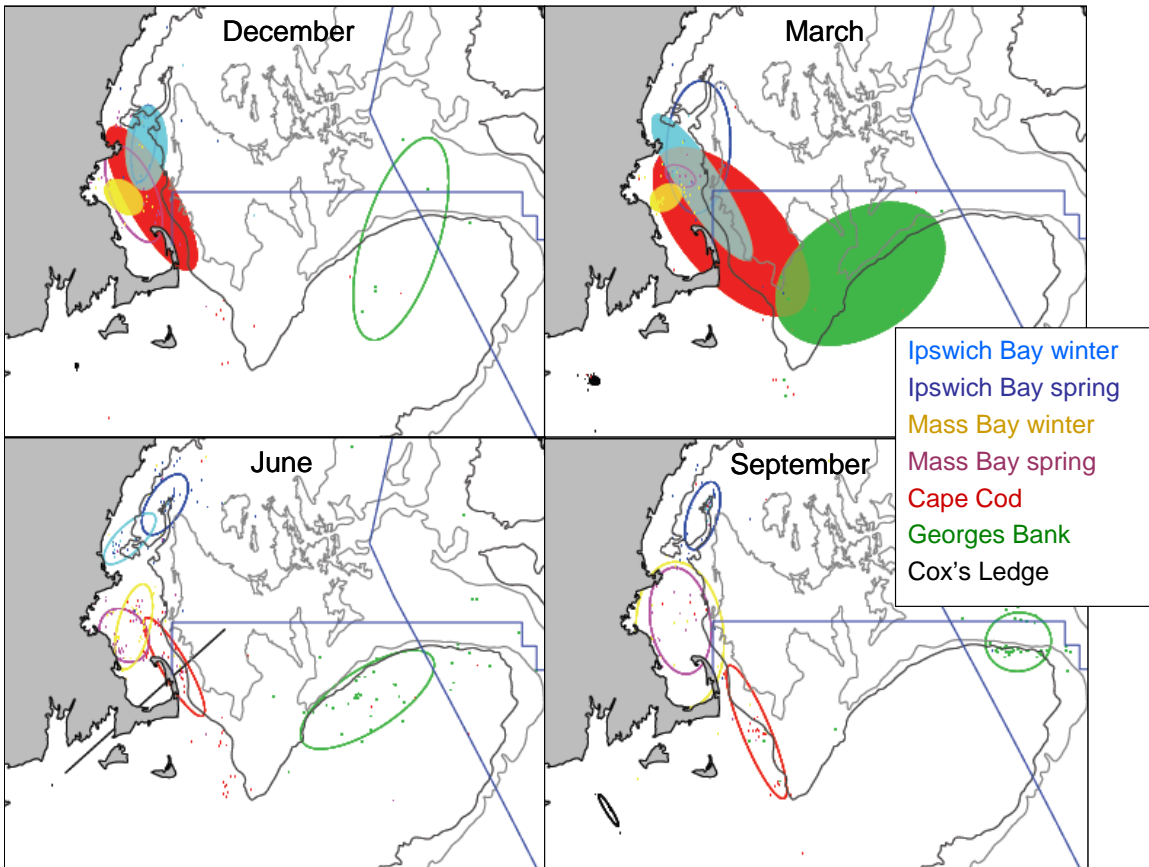 December
March
June
September
Ipswich Bay winter
Ipswich Bay spring
Mass Bay winter
Mass Bay spring
Cape Cod
Georges Bank
Cox's Ledge